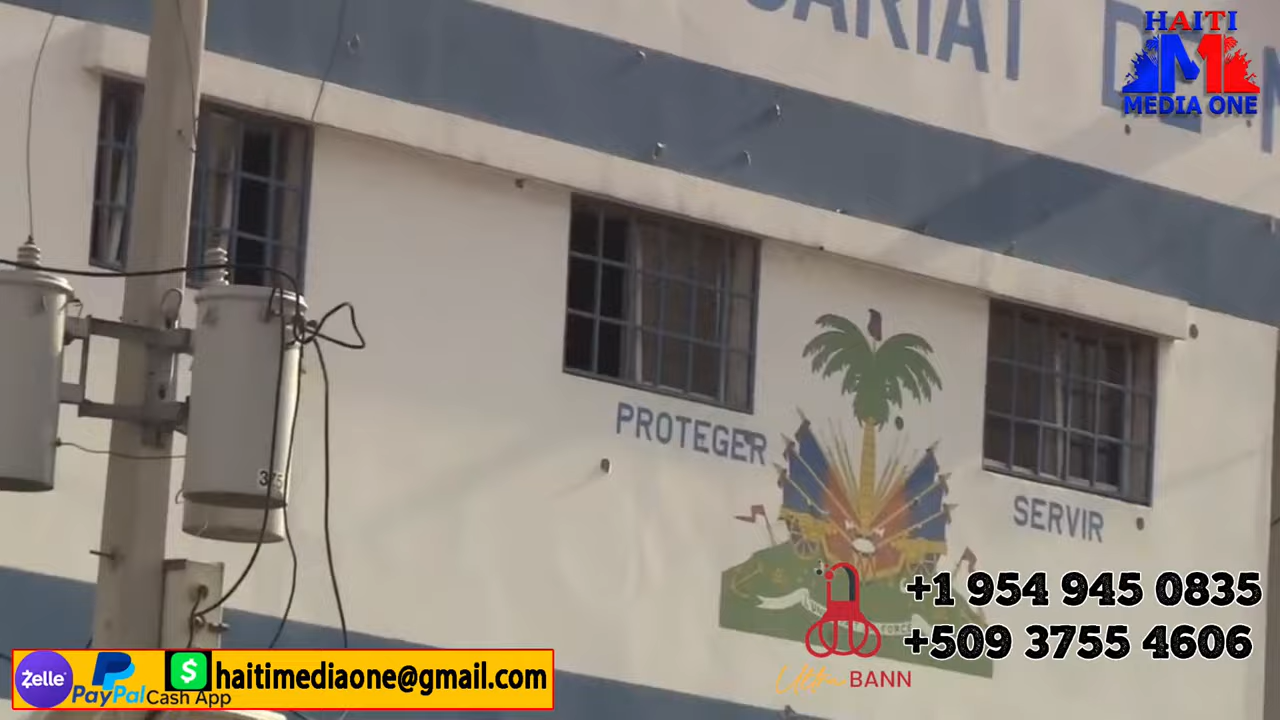 HAITI
MEDIA ONE
PROTEGER
SERVIR
375
+1 954 945 0835
+509 3755 4606
BANN
Zelle
PayPal
Cash App
haitimediaone@gmail.com